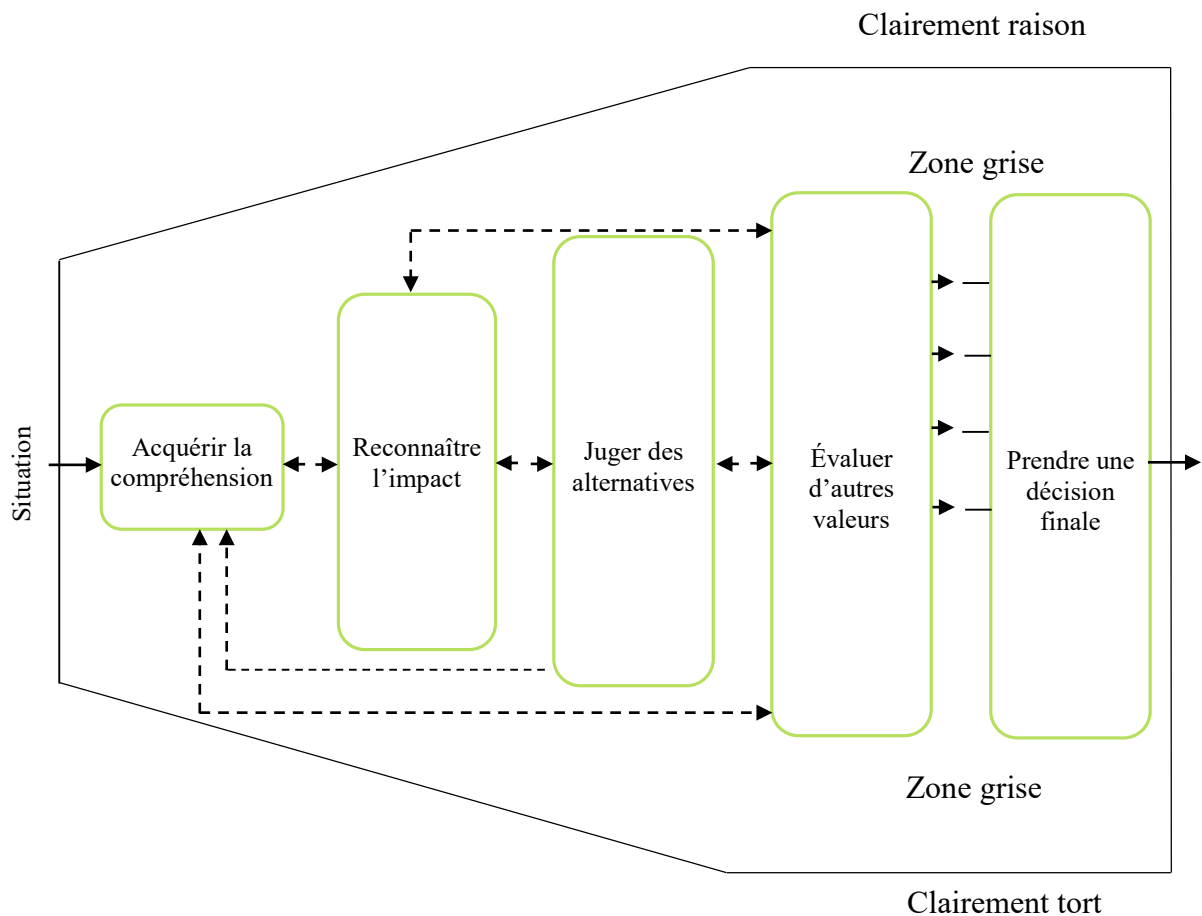 Clairement raison
Zone grise
Situation
Acquérir la
compréhension
Reconnaître
l’impact
Juger des
alternatives
Évaluer
d’autres
valeurs
Prendre une
décision
finale
Zone grise
Clairement tort